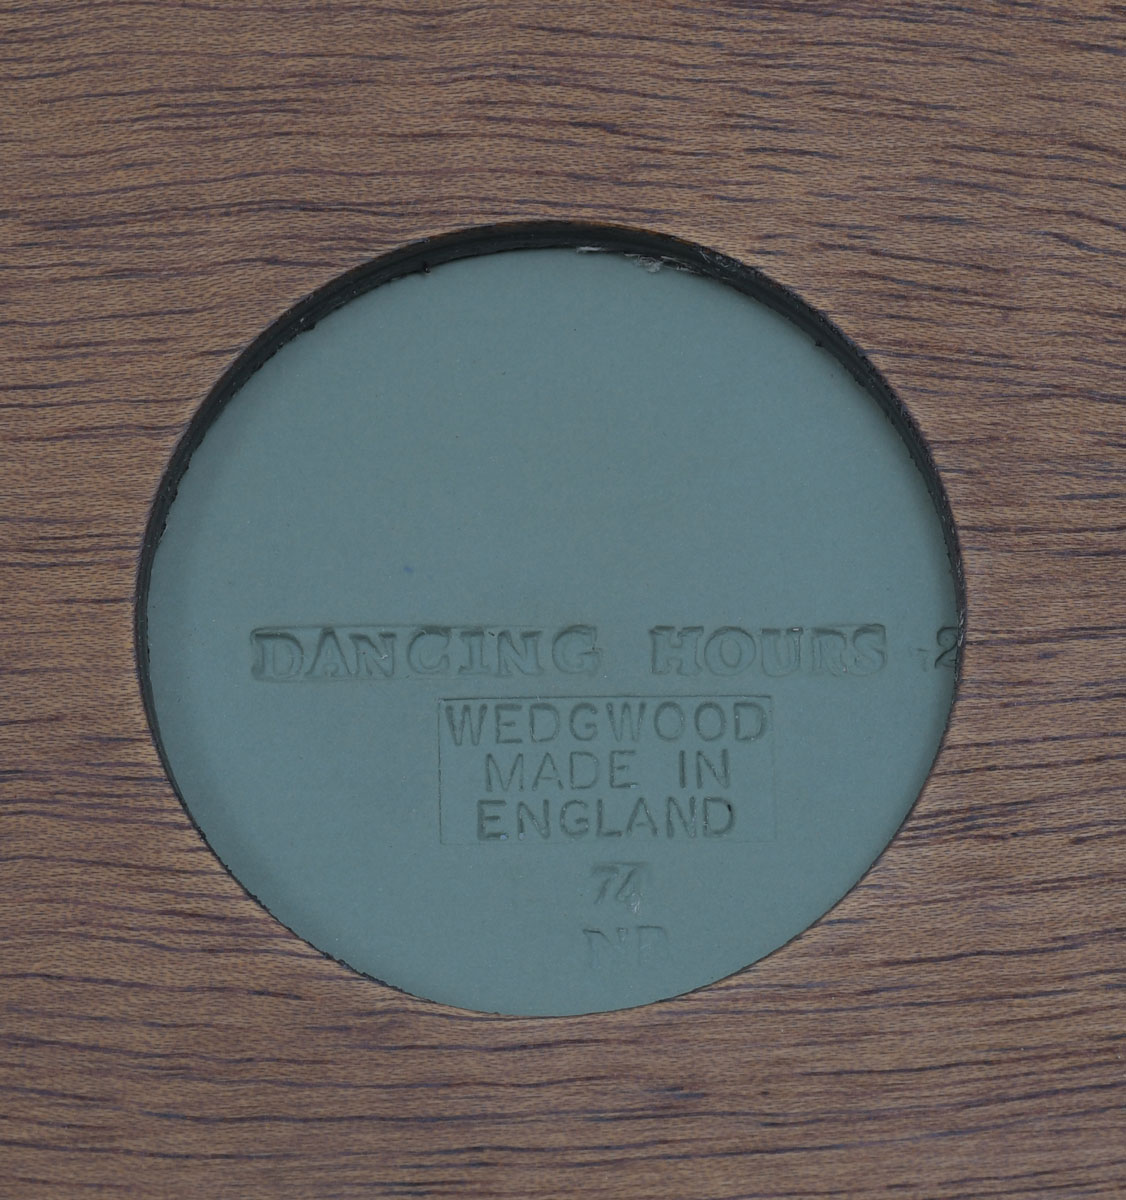 DANCING HOURS 2
WEDGWOOD
MADE IN
ENGLAND
74